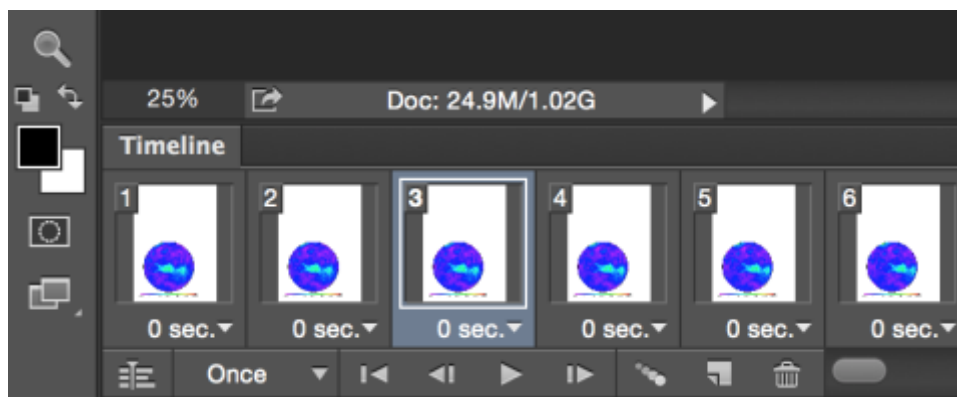 25% Doc: 24.9M/1.02G
Timeline
1 2 3 4 5 6
0 sec. 0 sec. 0 sec. 0 sec. 0 sec. 0 sec.
Once